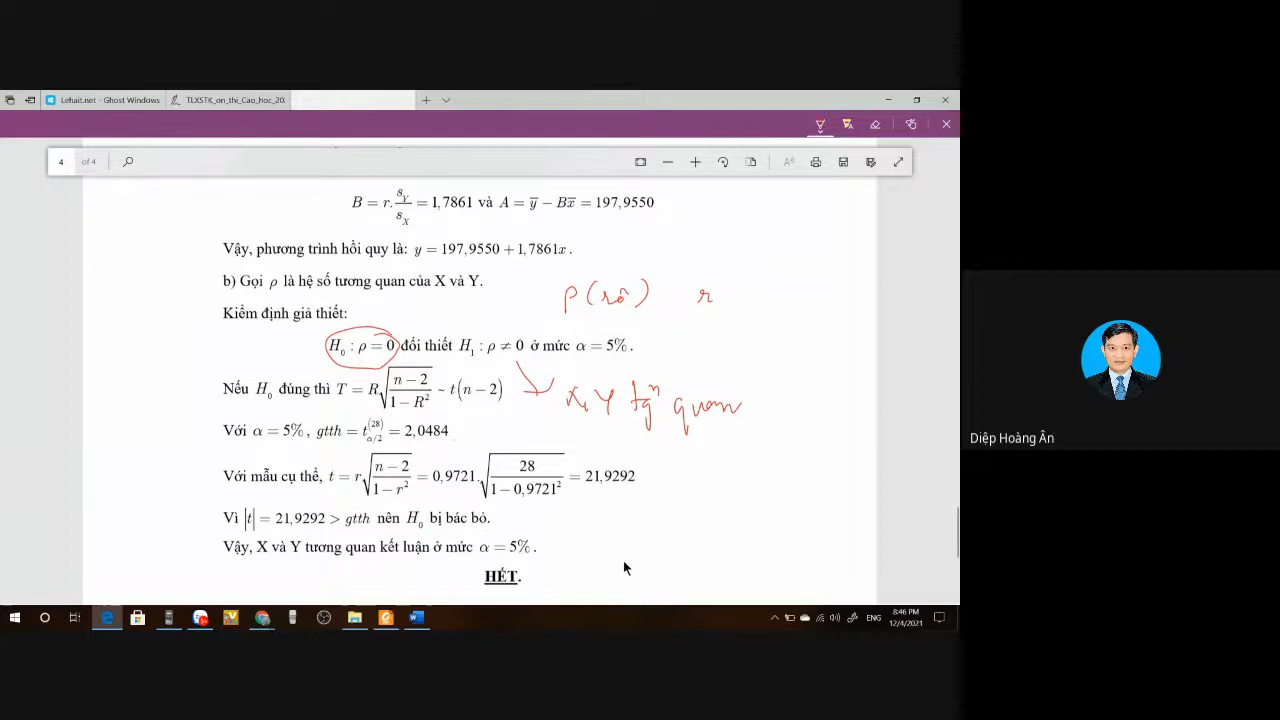 Lehait.net - Ghost Windows
TLXSTK_on_thi_Cao_hoc_202
4 of 4
B = r. s_Y / s_X = 1,7861 và A = ȳ − Bx̄ = 197,9550
Vậy, phương trình hồi quy là: y = 197,9550 + 1,7861x.
b) Gọi ρ là hệ số tương quan của X và Y.
ρ (rô) r
Kiểm định giả thiết:
H₀ : ρ = 0 đối thiết H₁ : ρ ≠ 0 ở mức α = 5%.
Nếu H₀ đúng thì T = R√((n − 2)/(1 − R²)) ~ t(n − 2)
X, Y tgⁿ quan
Với α = 5%, gtth = t_{α/2}^{(28)} = 2,0484
Với mẫu cụ thể, t = r√((n − 2)/(1 − r²)) = 0,9721.√(28/(1 − 0,9721²)) = 21,9292
Vì |t| = 21,9292 > gtth nên H₀ bị bác bỏ.
Vậy, X và Y tương quan kết luận ở mức α = 5%.
HẾT.
Diệp Hoàng Ân
ENG
8:46 PM
12/4/2021